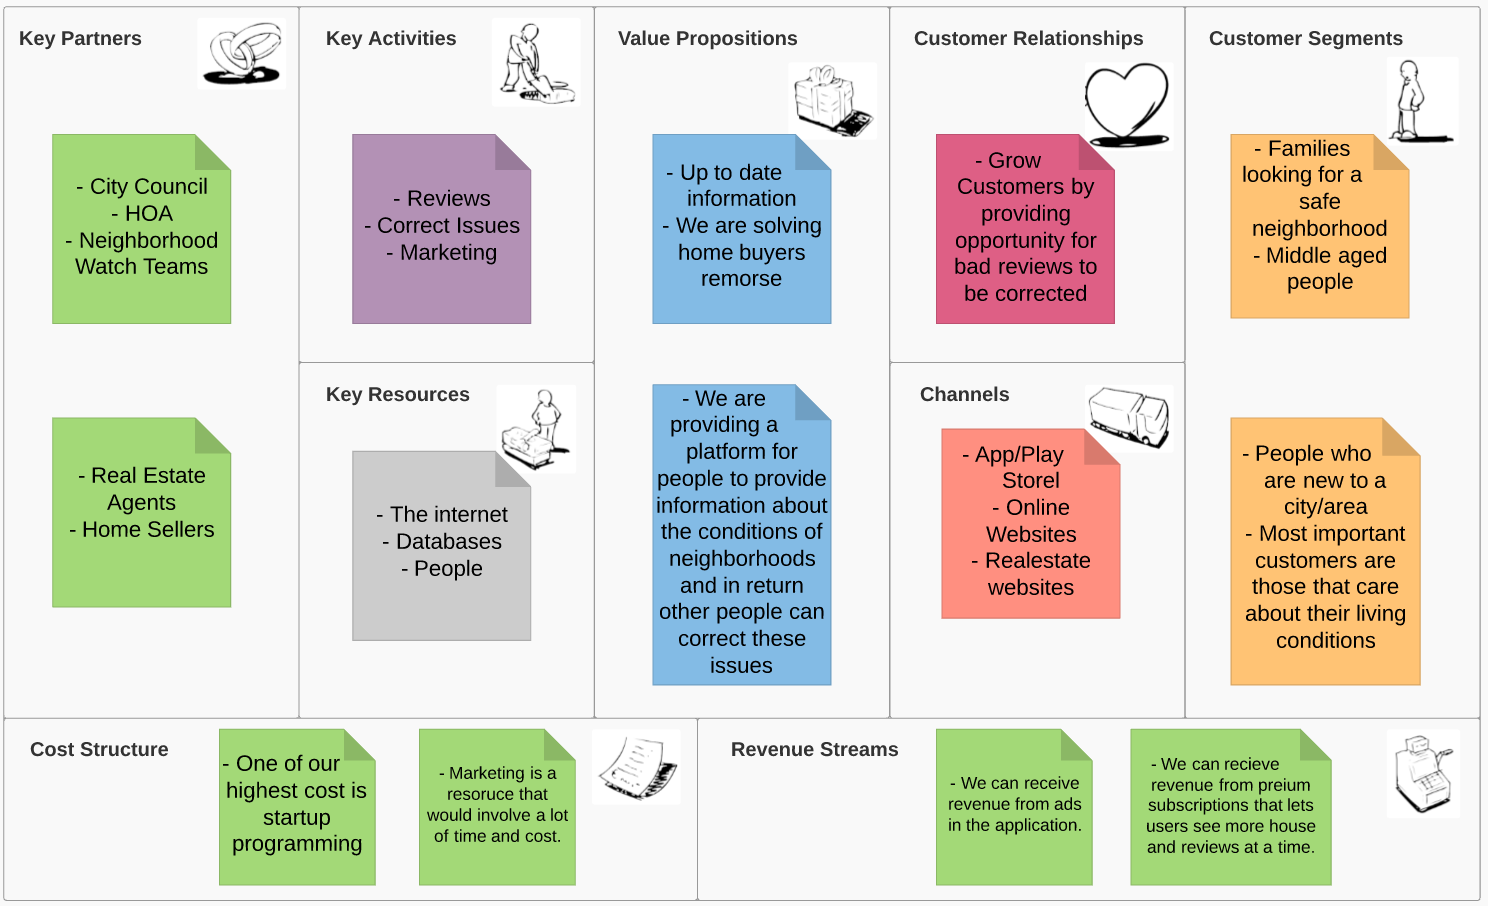 Key Partners
- City Council
- HOA
- Neighborhood
Watch Teams
- Real Estate
Agents
- Home Sellers
Key Activities
- Reviews
- Correct Issues
- Marketing
Key Resources
- The internet
- Databases
- People
Value Propositions
- Up to date
information
- We are solving
home buyers
remorse
- We are
providing a
platform for
people to provide
information about
the conditions of
neighborhoods
and in return
other people can
correct these
issues
Customer Relationships
- Grow
Customers by
providing
opportunity for
bad reviews to
be corrected
Channels
- App/Play
Storel
- Online
Websites
- Realestate
websites
Customer Segments
- Families
looking for a
safe
neighborhood
- Middle aged
people
- People who
are new to a
city/area
- Most important
customers are
those that care
about their living
conditions
Cost Structure
- One of our
highest cost is
startup
programming
- Marketing is a
resoruce that
would involve a lot
of time and cost.
Revenue Streams
- We can receive
revenue from ads
in the application.
- We can recieve
revenue from preium
subscriptions that lets
users see more house
and reviews at a time.